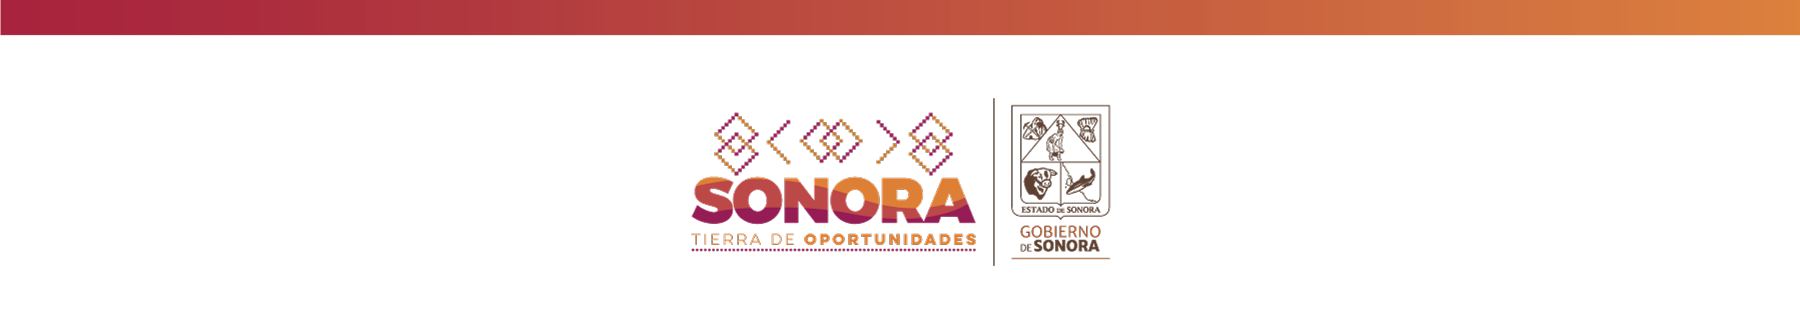 SONORA
TIERRA DE OPORTUNIDADES
ESTADO DE SONORA
GOBIERNO
DE SONORA